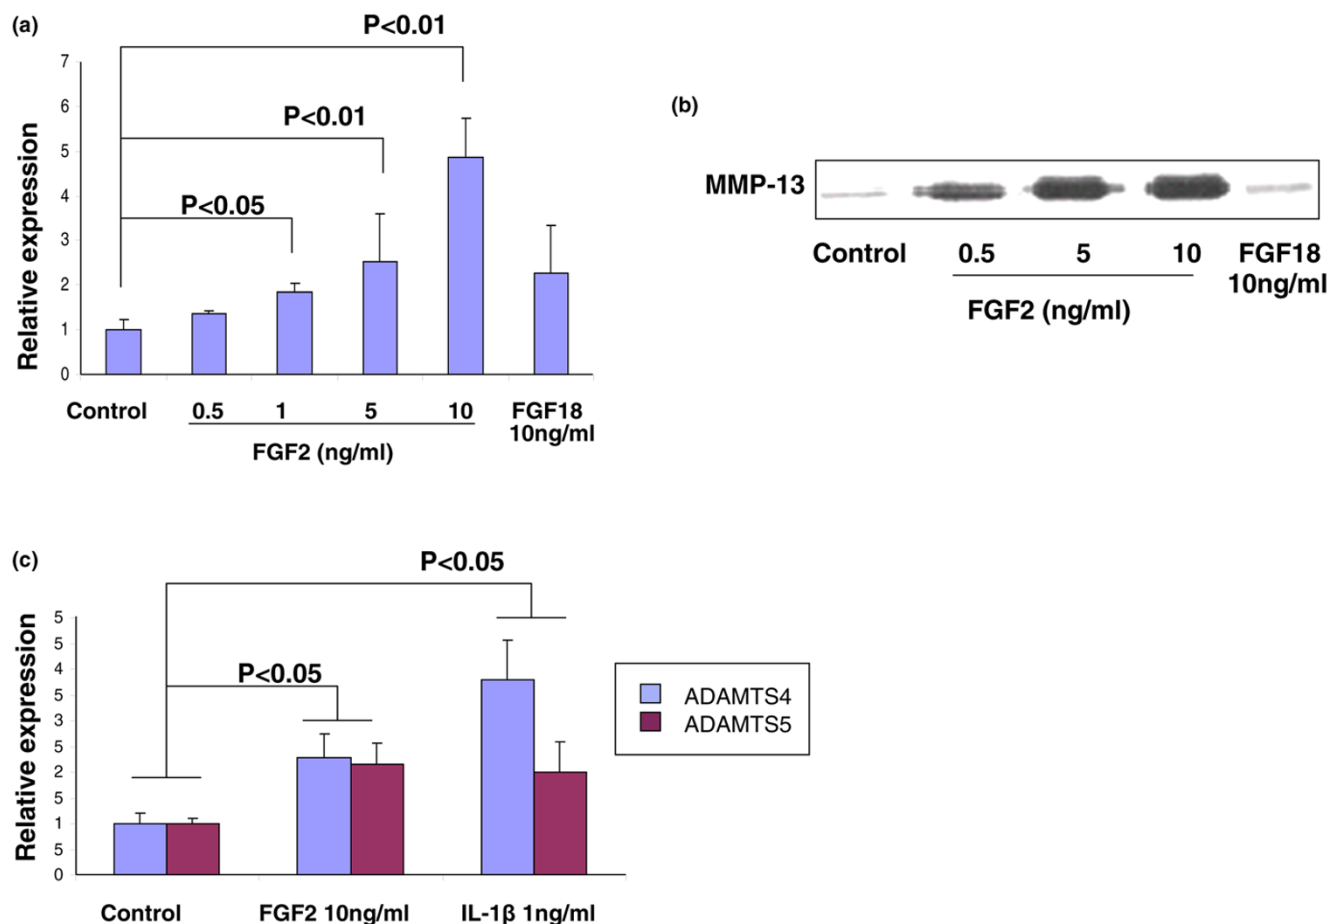 (a)
P<0.01
7
P<0.01
6
5
P<0.05
4
3
2
1
0
Relative expression
Control 0.5 1 5 10 FGF18
10ng/ml
FGF2 (ng/ml)
(b)
MMP-13
Control 0.5 5 10 FGF18
10ng/ml
FGF2 (ng/ml)
(c)
P<0.05
5
5
4
P<0.05
5
3
5
2
5
1
5
0
Relative expression
ADAMTS4
ADAMTS5
Control FGF2 10ng/ml IL-1β 1ng/ml